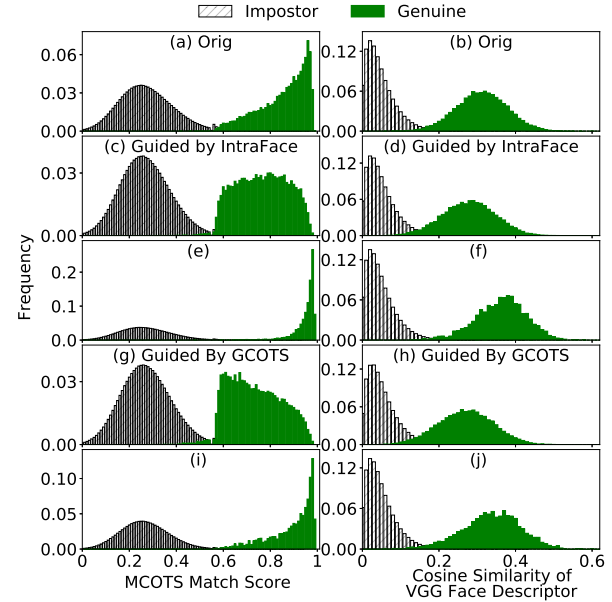 Impostor Genuine
(a) Orig (b) Orig
0.06 0.12
0.03 0.06
0.00 0.00
(c) Guided by IntraFace (d) Guided by IntraFace
0.12
0.03 0.06
0.00 0.00
(e) (f)
0.2 0.12
0.1 0.06
0.0 0.00
(g) Guided By GCOTS (h) Guided By GCOTS
0.03 0.12
0.06
0.00 0.00
(i) (j)
0.10 0.12
0.05 0.06
0.00 0.00
0 0.2 0.4 0.6 0.8 1 0 0.2 0.4 0.6
Frequency
MCOTS Match Score Cosine Similarity of
VGG Face Descriptor